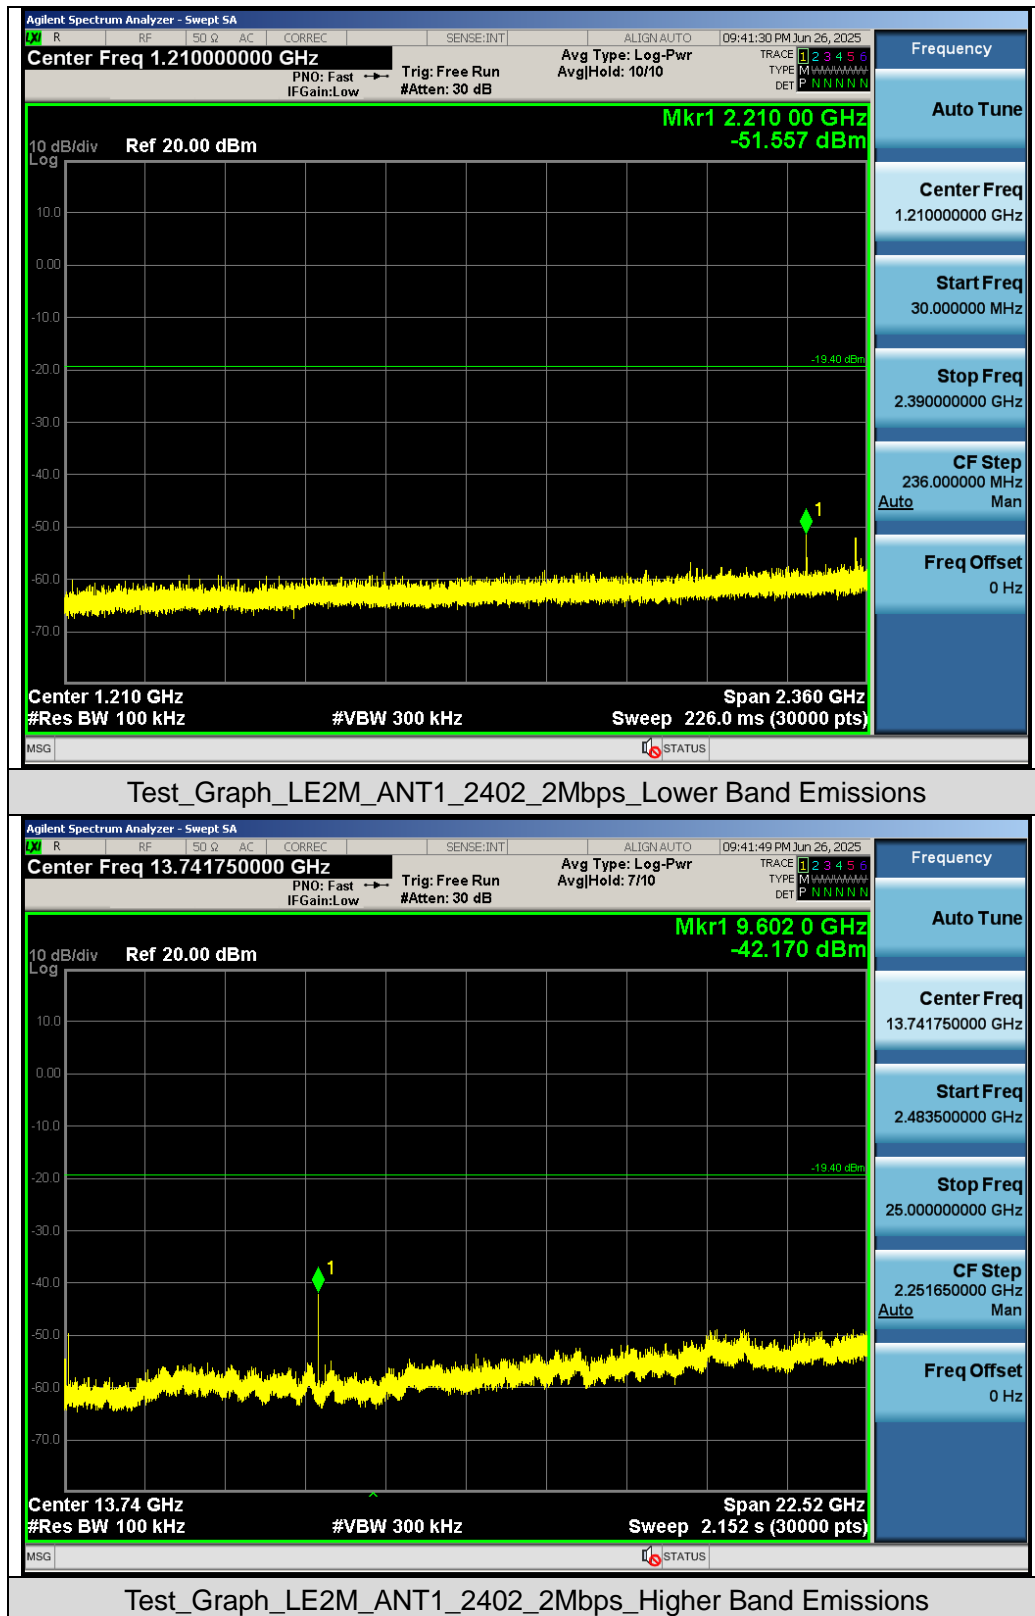 Agilent Spectrum Analyzer - Swept SA
LXI R RF 50 Ω AC CORREC SENSE:INT ALIGN AUTO 09:41:30 PM Jun 26, 2025
Center Freq 1.210000000 GHz
PNO: Fast
IFGain:Low
Trig: Free Run
#Atten: 30 dB
Avg Type: Log-Pwr
Avg|Hold: 10/10
TRACE 1 2 3 4 5 6
TYPE M
DET P N N N N N
Frequency
Auto Tune
Center Freq
1.210000000 GHz
Start Freq
30.000000 MHz
Stop Freq
2.390000000 GHz
CF Step
236.000000 MHz
Auto Man
Freq Offset
0 Hz
Mkr1 2.210 00 GHz
-51.557 dBm
10 dB/div Ref 20.00 dBm
Log
10.0
0.00
-10.0
-19.40 dBm
-20.0
-30.0
-40.0
-50.0
1
-60.0
-70.0
Center 1.210 GHz Span 2.360 GHz
#Res BW 100 kHz #VBW 300 kHz Sweep 226.0 ms (30000 pts)
MSG STATUS
Test_Graph_LE2M_ANT1_2402_2Mbps_Lower Band Emissions
Agilent Spectrum Analyzer - Swept SA
LXI R RF 50 Ω AC CORREC SENSE:INT ALIGN AUTO 09:41:49 PM Jun 26, 2025
Center Freq 13.741750000 GHz
PNO: Fast
IFGain:Low
Trig: Free Run
#Atten: 30 dB
Avg Type: Log-Pwr
Avg|Hold: 7/10
TRACE 1 2 3 4 5 6
TYPE M
DET P N N N N N
Frequency
Auto Tune
Center Freq
13.741750000 GHz
Start Freq
2.483500000 GHz
Stop Freq
25.000000000 GHz
CF Step
2.251650000 GHz
Auto Man
Freq Offset
0 Hz
Mkr1 9.602 0 GHz
-42.170 dBm
10 dB/div Ref 20.00 dBm
Log
10.0
0.00
-10.0
-19.40 dBm
-20.0
-30.0
1
-40.0
-50.0
-60.0
-70.0
Center 13.74 GHz Span 22.52 GHz
#Res BW 100 kHz #VBW 300 kHz Sweep 2.152 s (30000 pts)
MSG STATUS
Test_Graph_LE2M_ANT1_2402_2Mbps_Higher Band Emissions